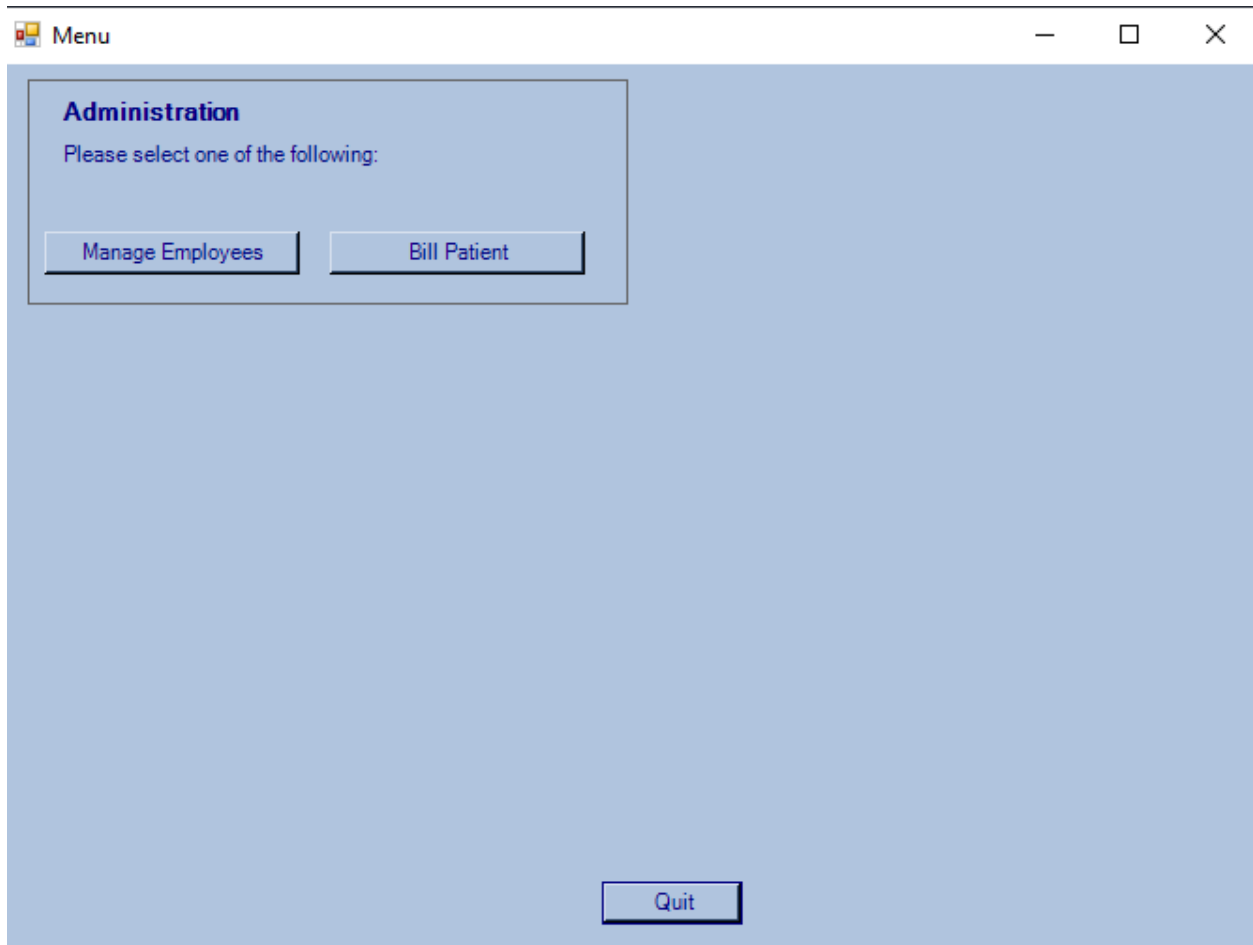 Menu
Administration
Please select one of the following:
Manage Employees Bill Patient
Quit